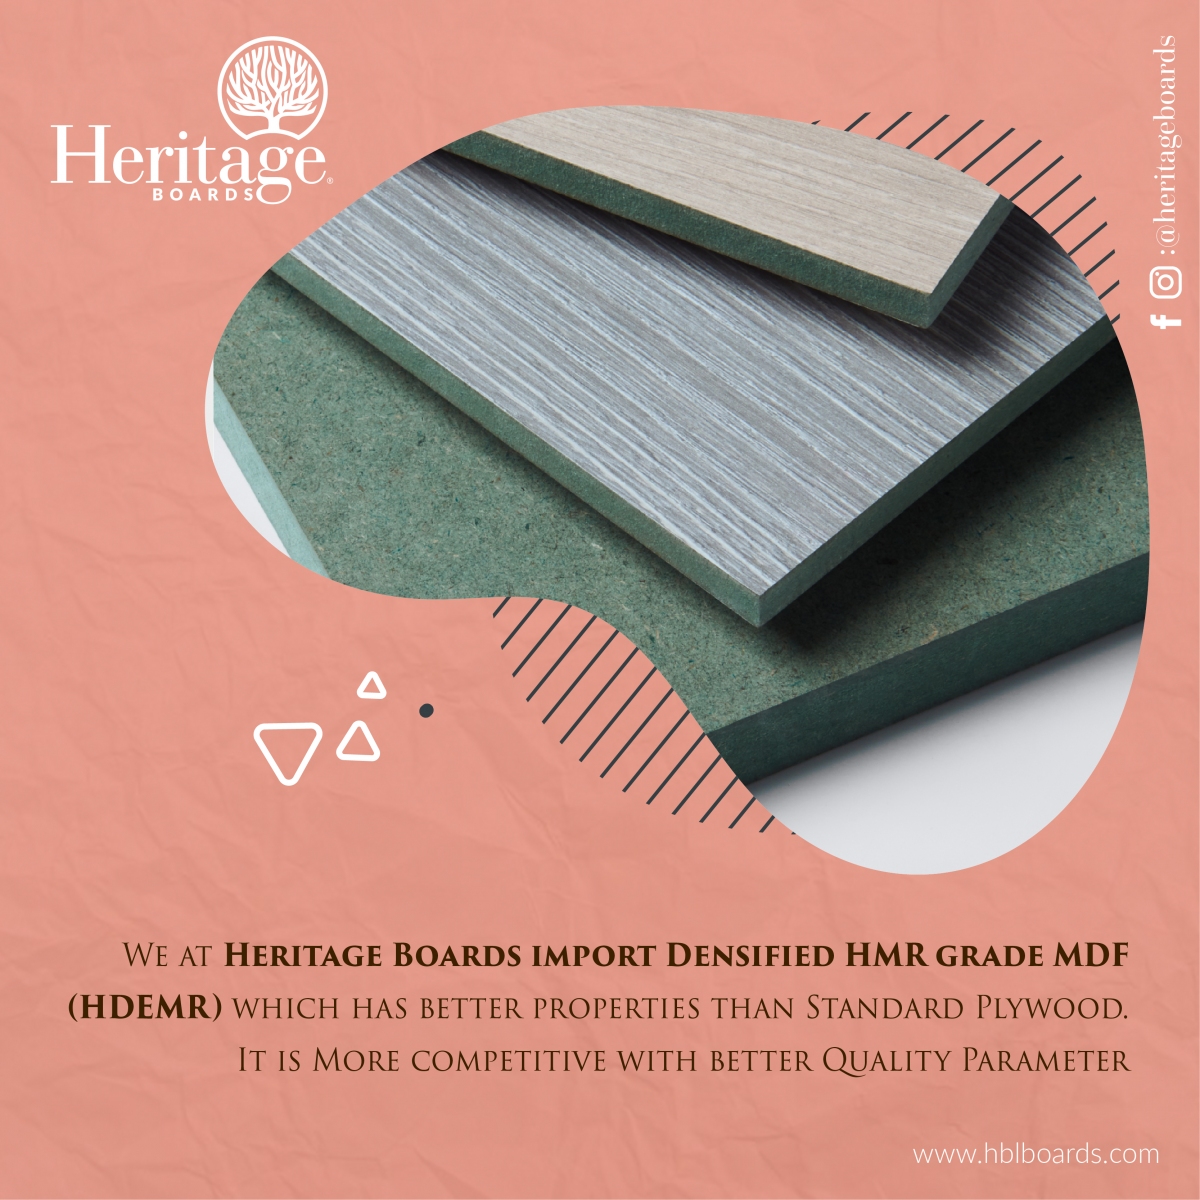 Heritage®
BOARDS
f :@heritageboards
WE AT HERITAGE BOARDS IMPORT DENSIFIED HMR GRADE MDF
(HDEMR) WHICH HAS BETTER PROPERTIES THAN STANDARD PLYWOOD.
IT IS MORE COMPETITIVE WITH BETTER QUALITY PARAMETER
www.hblboards.com